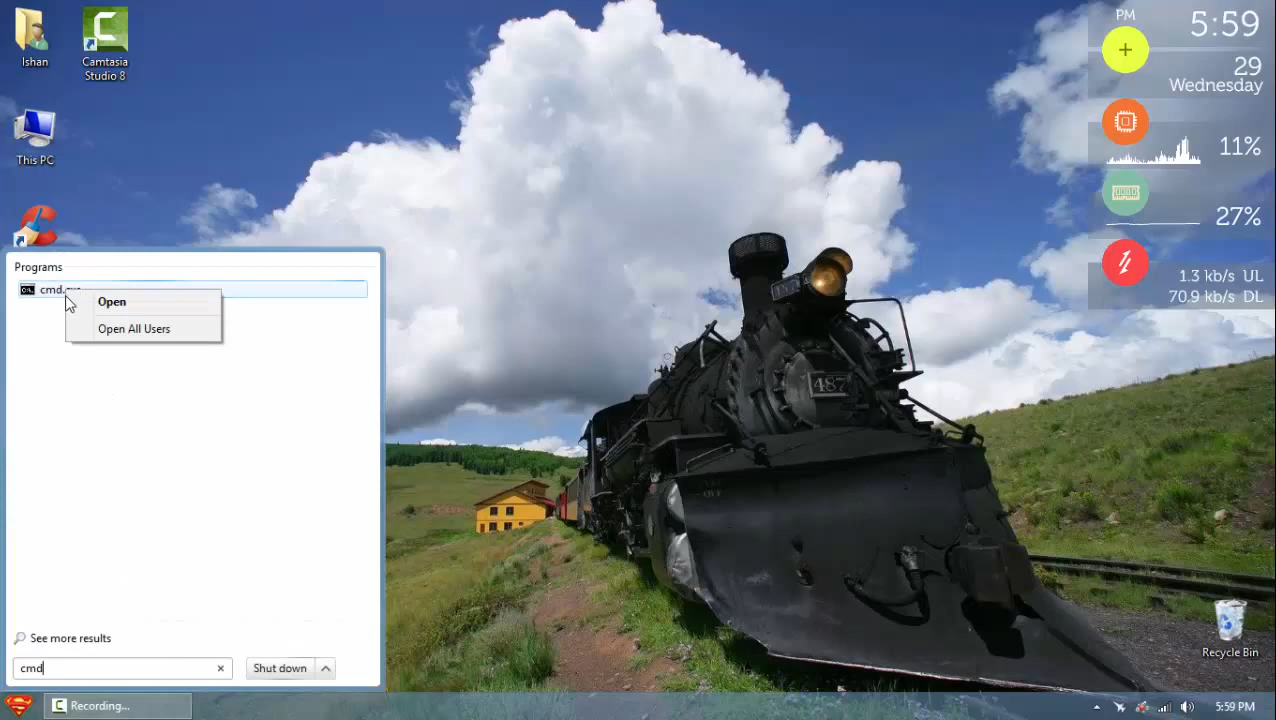 Ishan
Camtasia
Studio 8
This PC
PM
5:59
29
Wednesday
11%
27%
1.3 kb/s UL
70.9 kb/s DL
Programs
Open
Open All Users
487
See more results
cmd
Shut down
Recycle Bin
Recording...
5:59 PM